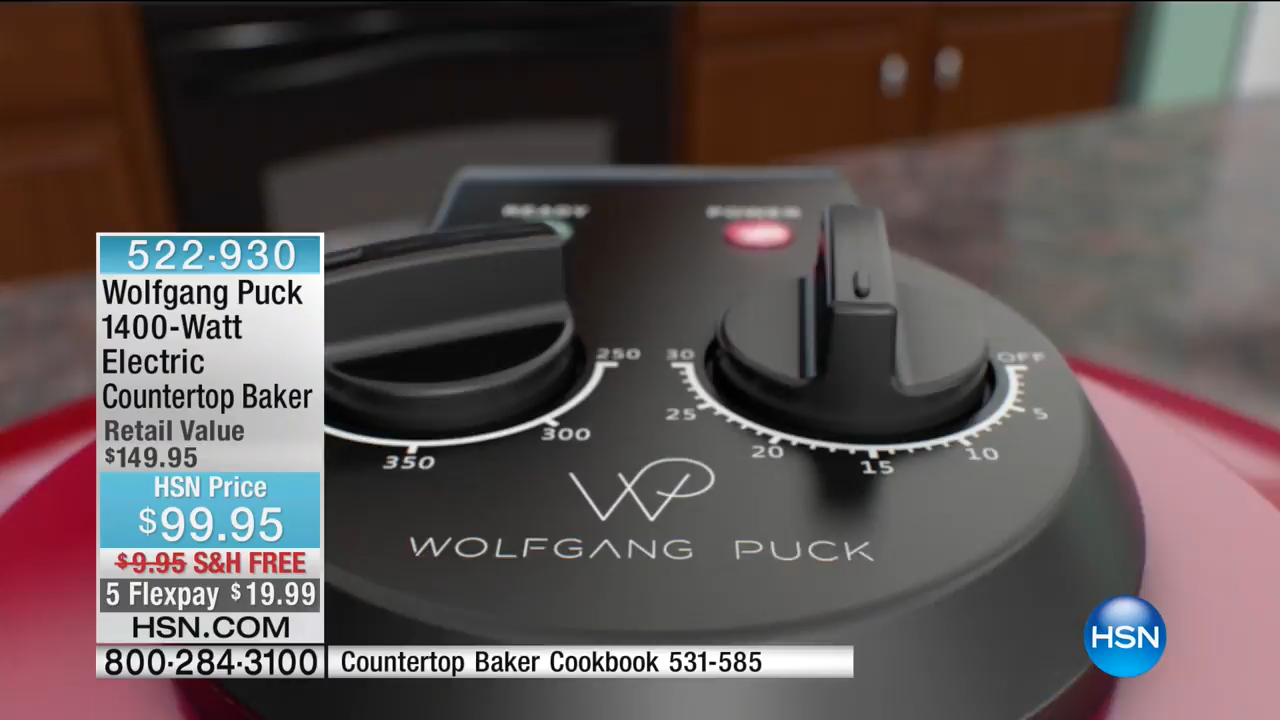 522-930
Wolfgang Puck
1400-Watt
Electric
Countertop Baker
Retail Value
$149.95
HSN Price
$99.95
$9.95 S&H FREE
5 Flexpay $19.99
HSN.COM
800-284-3100
Countertop Baker Cookbook 531-585
READY
POWER
250
300
350
30
25
20
15
10
5
OFF
WP
WOLFGANG PUCK
HSN